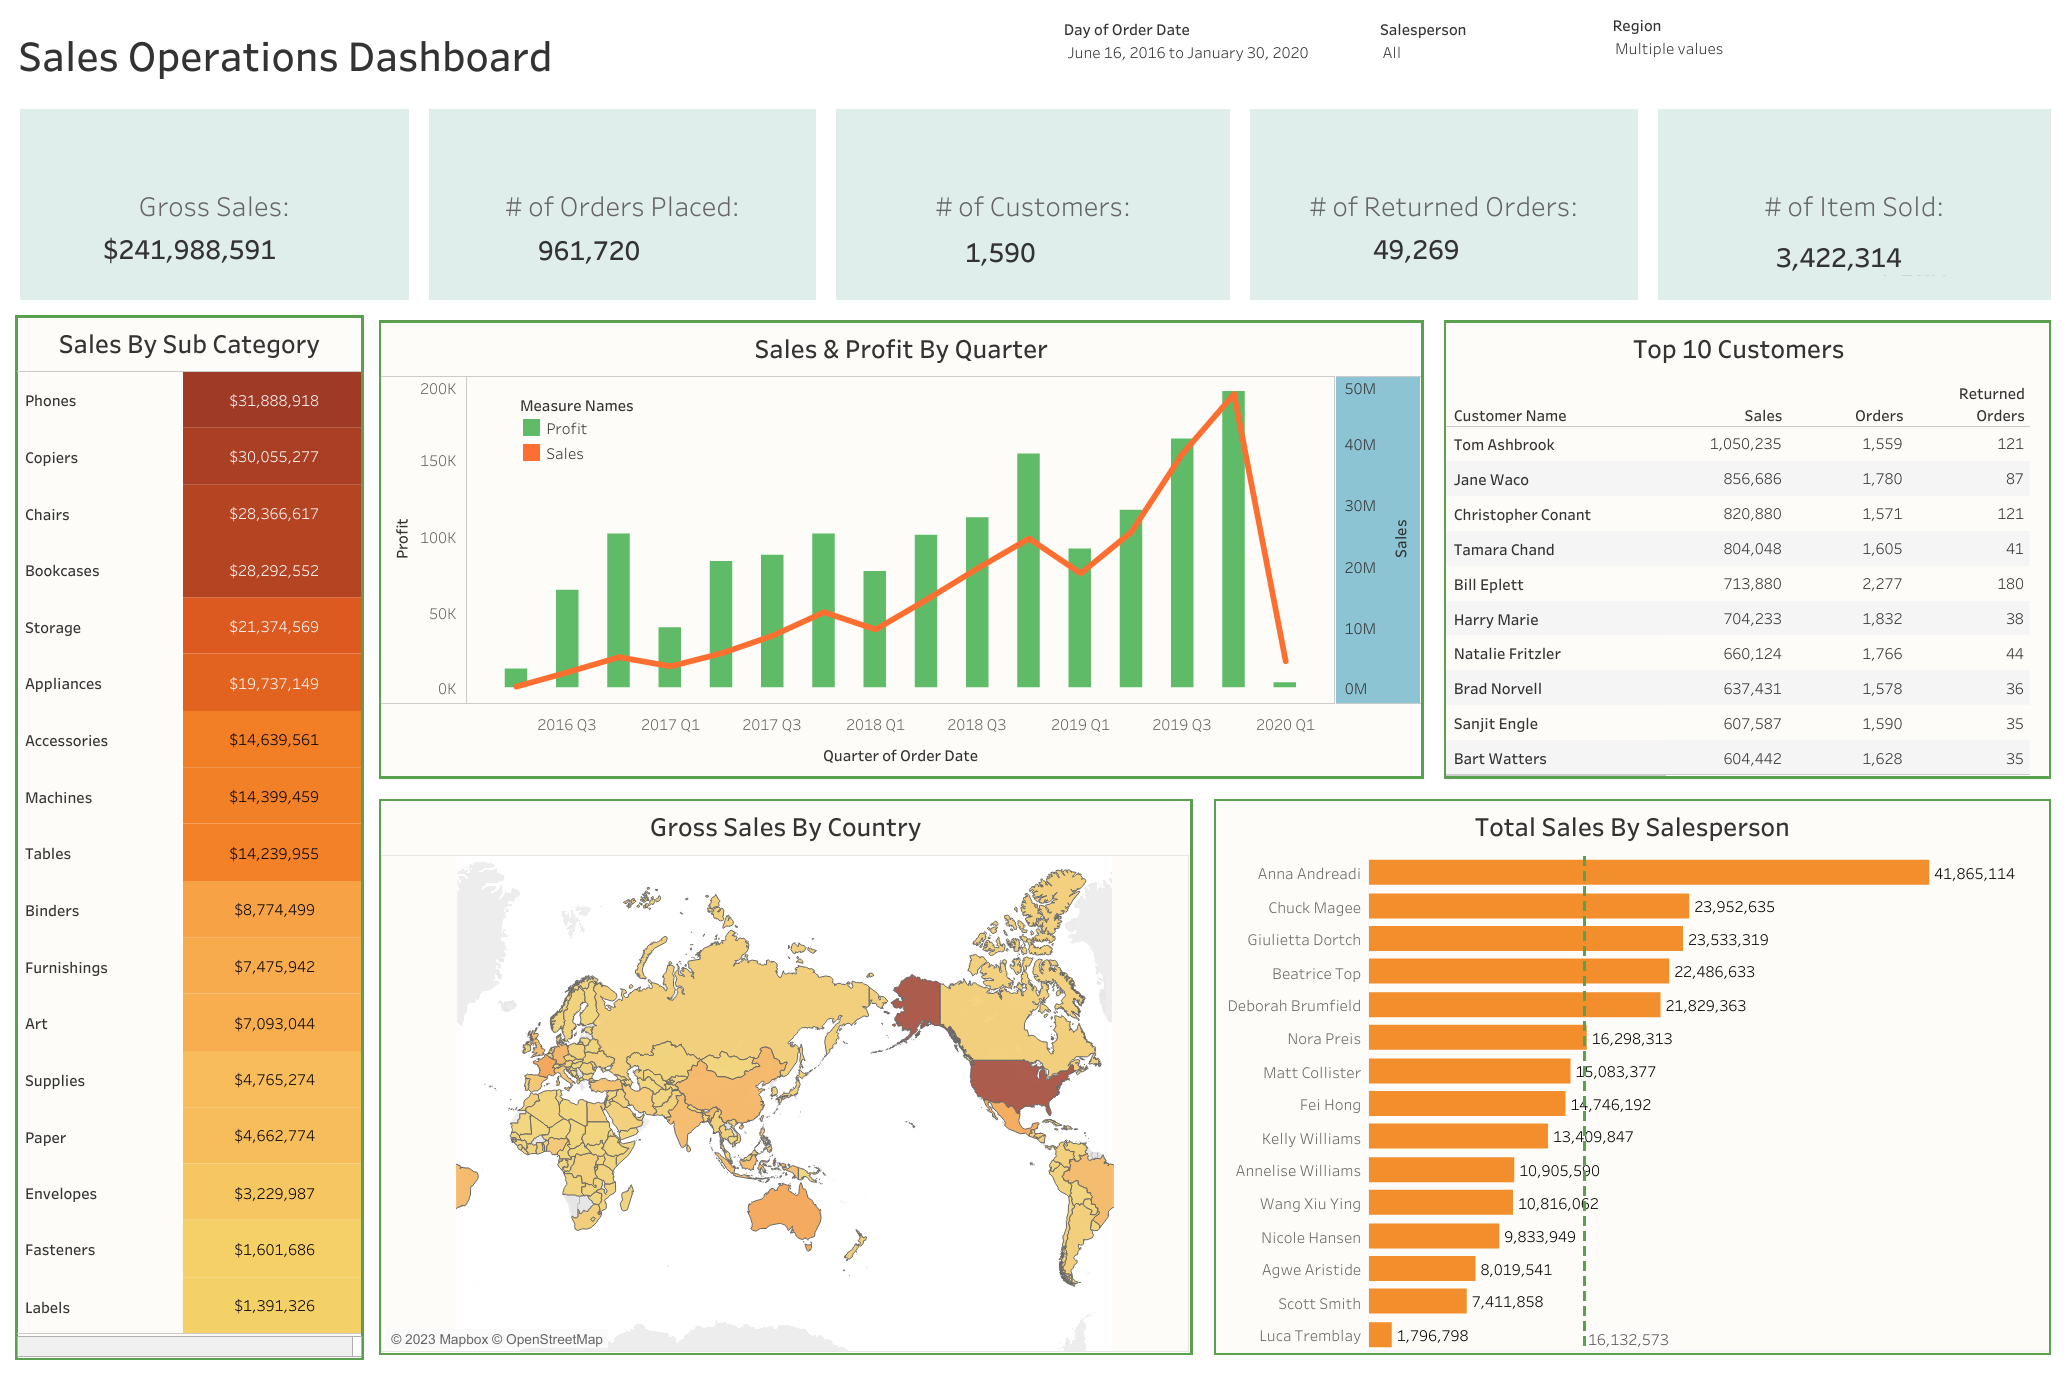 Sales Operations Dashboard
Day of Order Date
June 16, 2016 to January 30, 2020
Salesperson
All
Region
Multiple values
Gross Sales:
$241,988,591
# of Orders Placed:
961,720
# of Customers:
1,590
# of Returned Orders:
49,269
# of Item Sold:
3,422,314
Sales By Sub Category
Phones $31,888,918
Copiers $30,055,277
Chairs $28,366,617
Bookcases $28,292,552
Storage $21,374,569
Appliances $19,737,149
Accessories $14,639,561
Machines $14,399,459
Tables $14,239,955
Binders $8,774,499
Furnishings $7,475,942
Art $7,093,044
Supplies $4,765,274
Paper $4,662,774
Envelopes $3,229,987
Fasteners $1,601,686
Labels $1,391,326
Sales & Profit By Quarter
Measure Names
Profit
Sales
200K
150K
100K
50K
0K
Profit
50M
40M
30M
20M
10M
0M
Sales
2016 Q3 2017 Q1 2017 Q3 2018 Q1 2018 Q3 2019 Q1 2019 Q3 2020 Q1
Quarter of Order Date
Top 10 Customers
Customer Name Sales Orders Returned Orders
Tom Ashbrook 1,050,235 1,559 121
Jane Waco 856,686 1,780 87
Christopher Conant 820,880 1,571 121
Tamara Chand 804,048 1,605 41
Bill Eplett 713,880 2,277 180
Harry Marie 704,233 1,832 38
Natalie Fritzler 660,124 1,766 44
Brad Norvell 637,431 1,578 36
Sanjit Engle 607,587 1,590 35
Bart Watters 604,442 1,628 35
Gross Sales By Country
© 2023 Mapbox © OpenStreetMap
Total Sales By Salesperson
Anna Andreadi 41,865,114
Chuck Magee 23,952,635
Giulietta Dortch 23,533,319
Beatrice Top 22,486,633
Deborah Brumfield 21,829,363
Nora Preis 16,298,313
Matt Collister 15,083,377
Fei Hong 14,746,192
Kelly Williams 13,409,847
Annelise Williams 10,905,590
Wang Xiu Ying 10,816,062
Nicole Hansen 9,833,949
Agwe Aristide 8,019,541
Scott Smith 7,411,858
Luca Tremblay 1,796,798
16,132,573